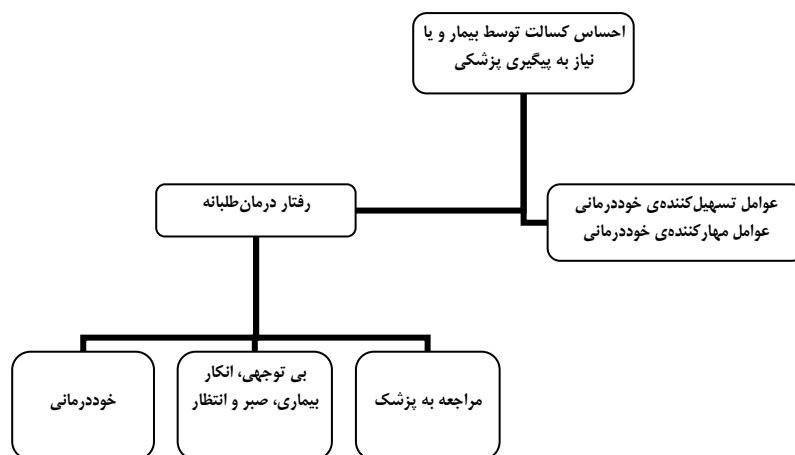 احساس کسالت توسط بیمار و یا
نیاز به پیگیری پزشکی
عوامل تسهیل‌کننده‌ی خوددرمانی
عوامل مهارکننده‌ی خوددرمانی
رفتار درمان‌طلبانه
مراجعه به پزشک
بی توجهی، انکار
بیماری، صبر و انتظار
خوددرمانی